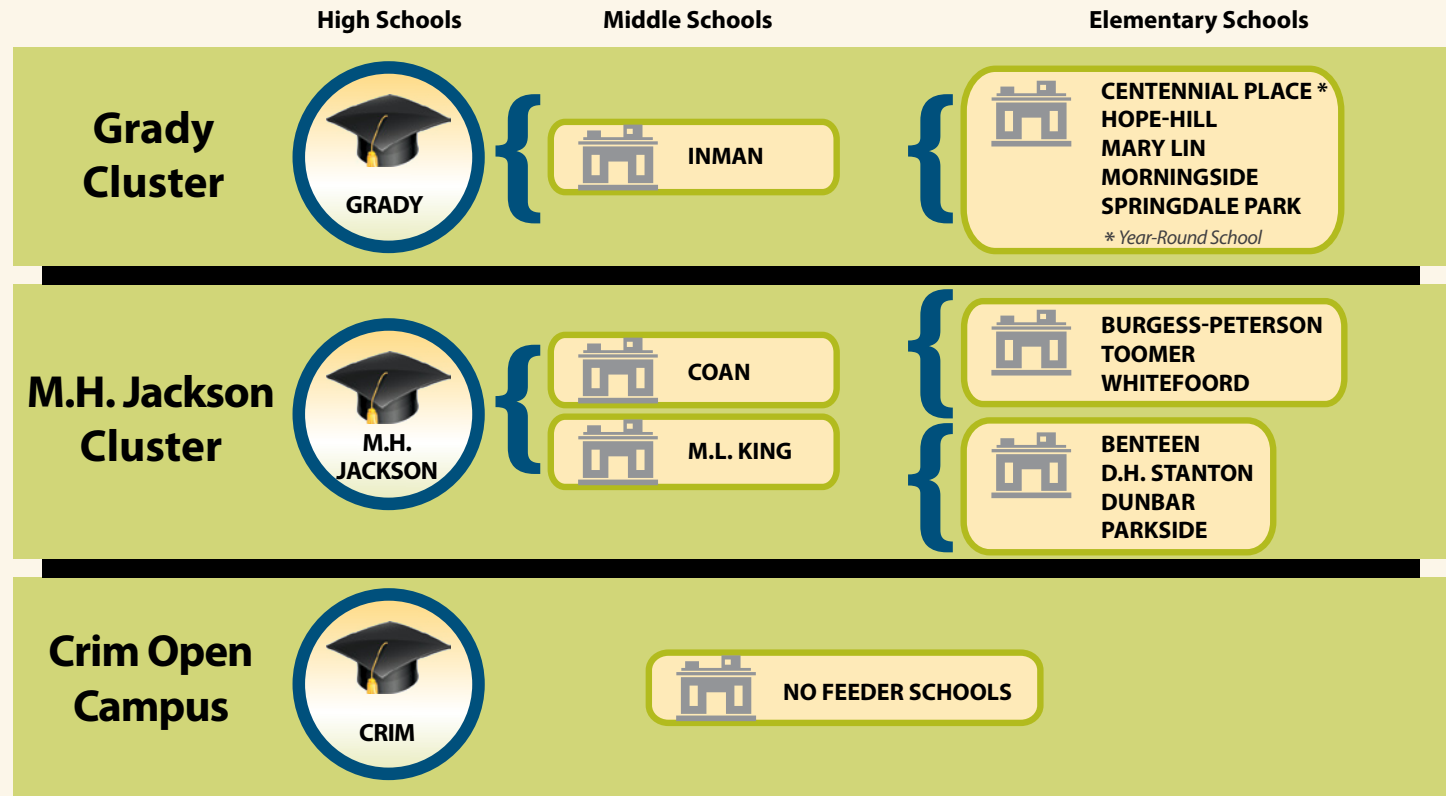 High Schools
Middle Schools
Elementary Schools
Grady
Cluster
GRADY
INMAN
CENTENNIAL PLACE *
HOPE-HILL
MARY LIN
MORNINGSIDE
SPRINGDALE PARK
* Year-Round School
M.H. Jackson
Cluster
M.H.
JACKSON
COAN
M.L. KING
BURGESS-PETERSON
TOOMER
WHITEFOORD
BENTEEN
D.H. STANTON
DUNBAR
PARKSIDE
Crim Open
Campus
CRIM
NO FEEDER SCHOOLS